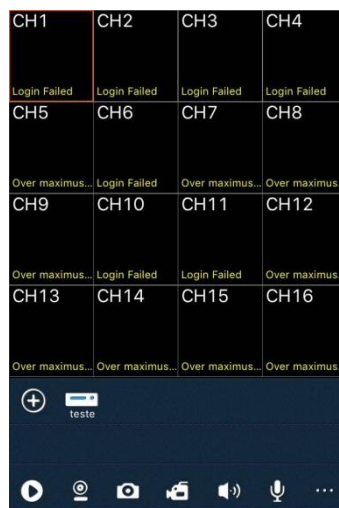 CH1 CH2 CH3 CH4
Login Failed Login Failed Login Failed Login Failed
CH5 CH6 CH7 CH8
Over maximus... Login Failed Over maximus... Over maximus
CH9 CH10 CH11 CH12
Over maximus... Login Failed Login Failed Over maximus
CH13 CH14 CH15 CH16
Over maximus... Over maximus... Over maximus... Over maximus
teste